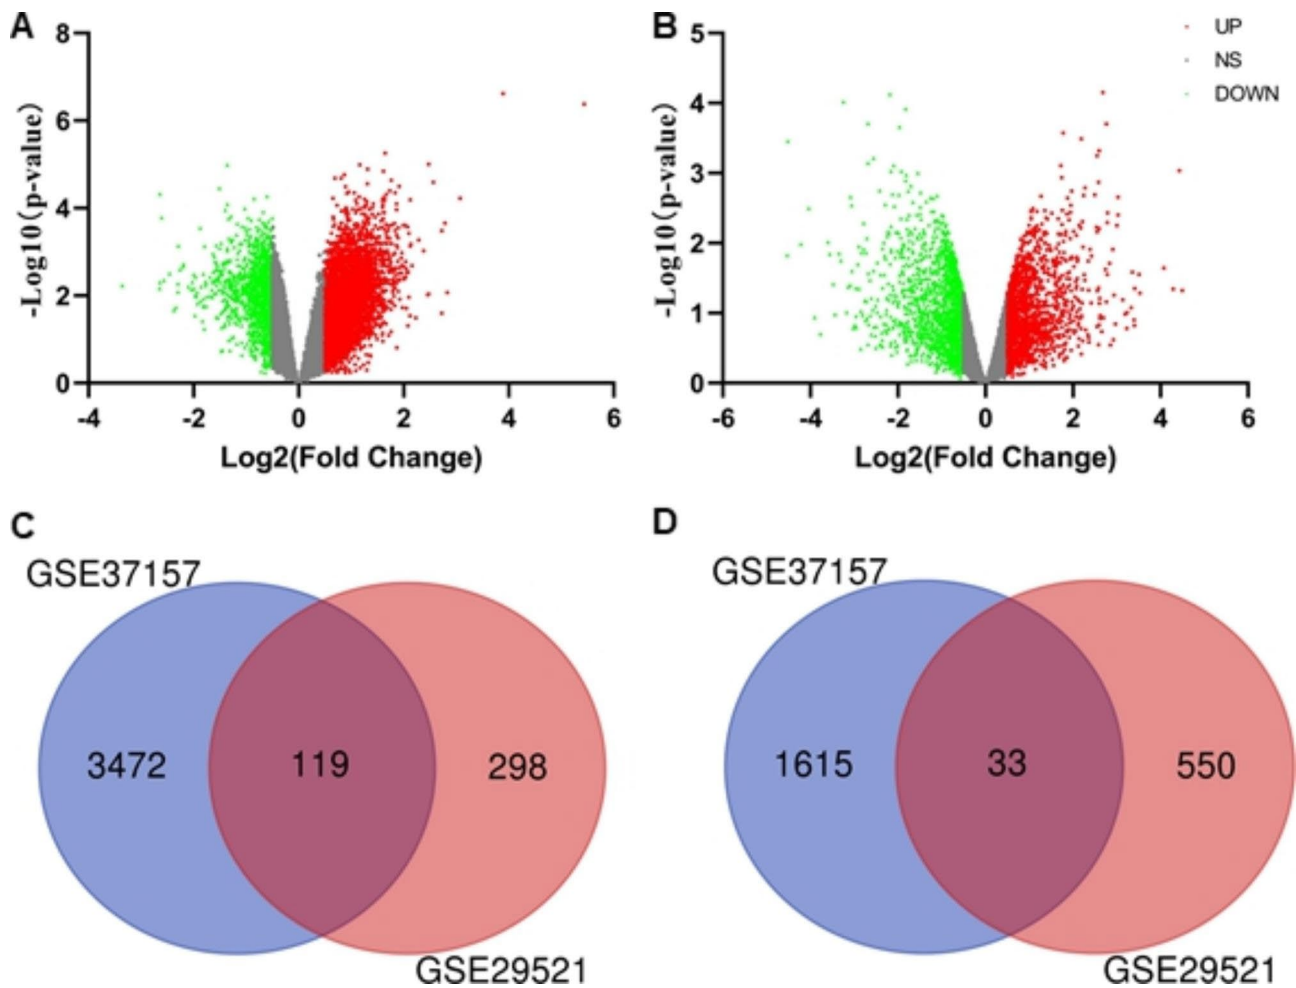 A
8
6
4
2
0
-Log10(p-value)
-4
-2
0
2
4
6
Log2(Fold Change)
B
5
4
3
2
1
0
-Log10(p-value)
-6
-4
-2
0
2
4
6
Log2(Fold Change)
UP
NS
DOWN
C
GSE37157
3472
119
298
GSE29521
D
GSE37157
1615
33
550
GSE29521